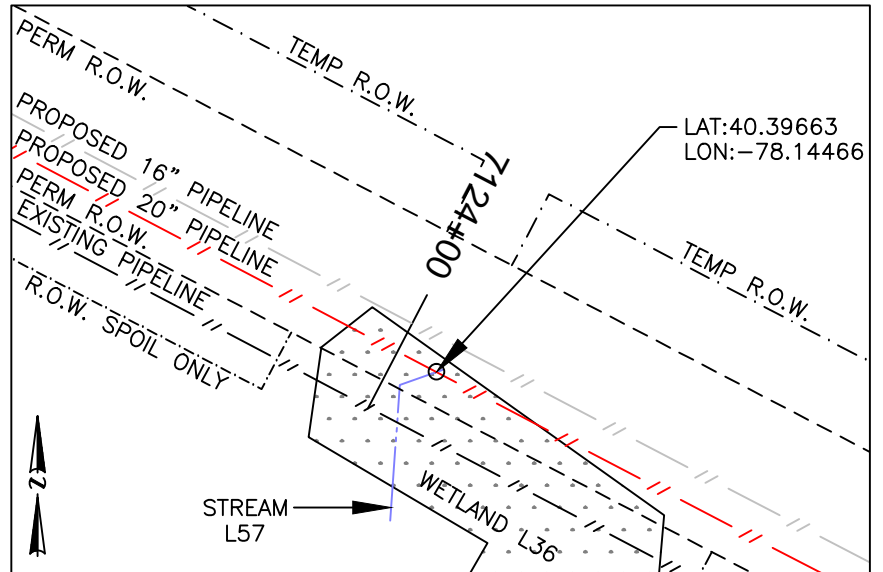 TEMP R.O.W.
PERM R.O.W.
PROPOSED 16" PIPELINE
PROPOSED 20" PIPELINE
PERM R.O.W.
EXISTING PIPELINE
R.O.W. SPOIL ONLY
7124+00
LAT:40.39663
LON:-78.14466
TEMP R.O.W.
STREAM
L57
WETLAND L36
N